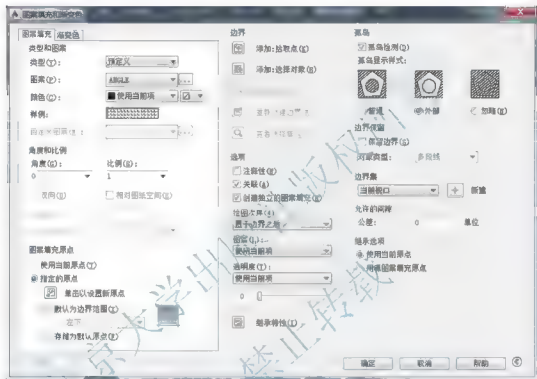 图案填充和渐变色
图案填充 渐变色
类型和图案
类型(Y): 预定义
图案(P): ANGLE
颜色(C): 使用当前项
样例:
角度和比例
角度(G): 比例(S):
0 1
双向(U) 相对图纸空间(E)
图案填充原点
使用当前原点(T)
指定的原点
单击以设置新原点
默认为边界范围(X)
左下
存储为默认原点(F)
边界
添加:拾取点(K)
添加:选择对象(B)
选项
注释性(N)
关联(A)
创建独立的图案填充(H)
绘图次序(W):
置于边界之后
图层(L):
使用当前项
透明度(T):
使用当前项
0
继承特性(I)
孤岛
孤岛检测(D)
孤岛显示样式:
普通 外部 忽略(N)
边界保留
保留边界(S)
对象类型: 多段线
边界集
当前视口 新建
允许的间隙
公差: 0 单位
继承选项
使用当前原点
用源图案填充原点
确定 取消 帮助
禁止转载